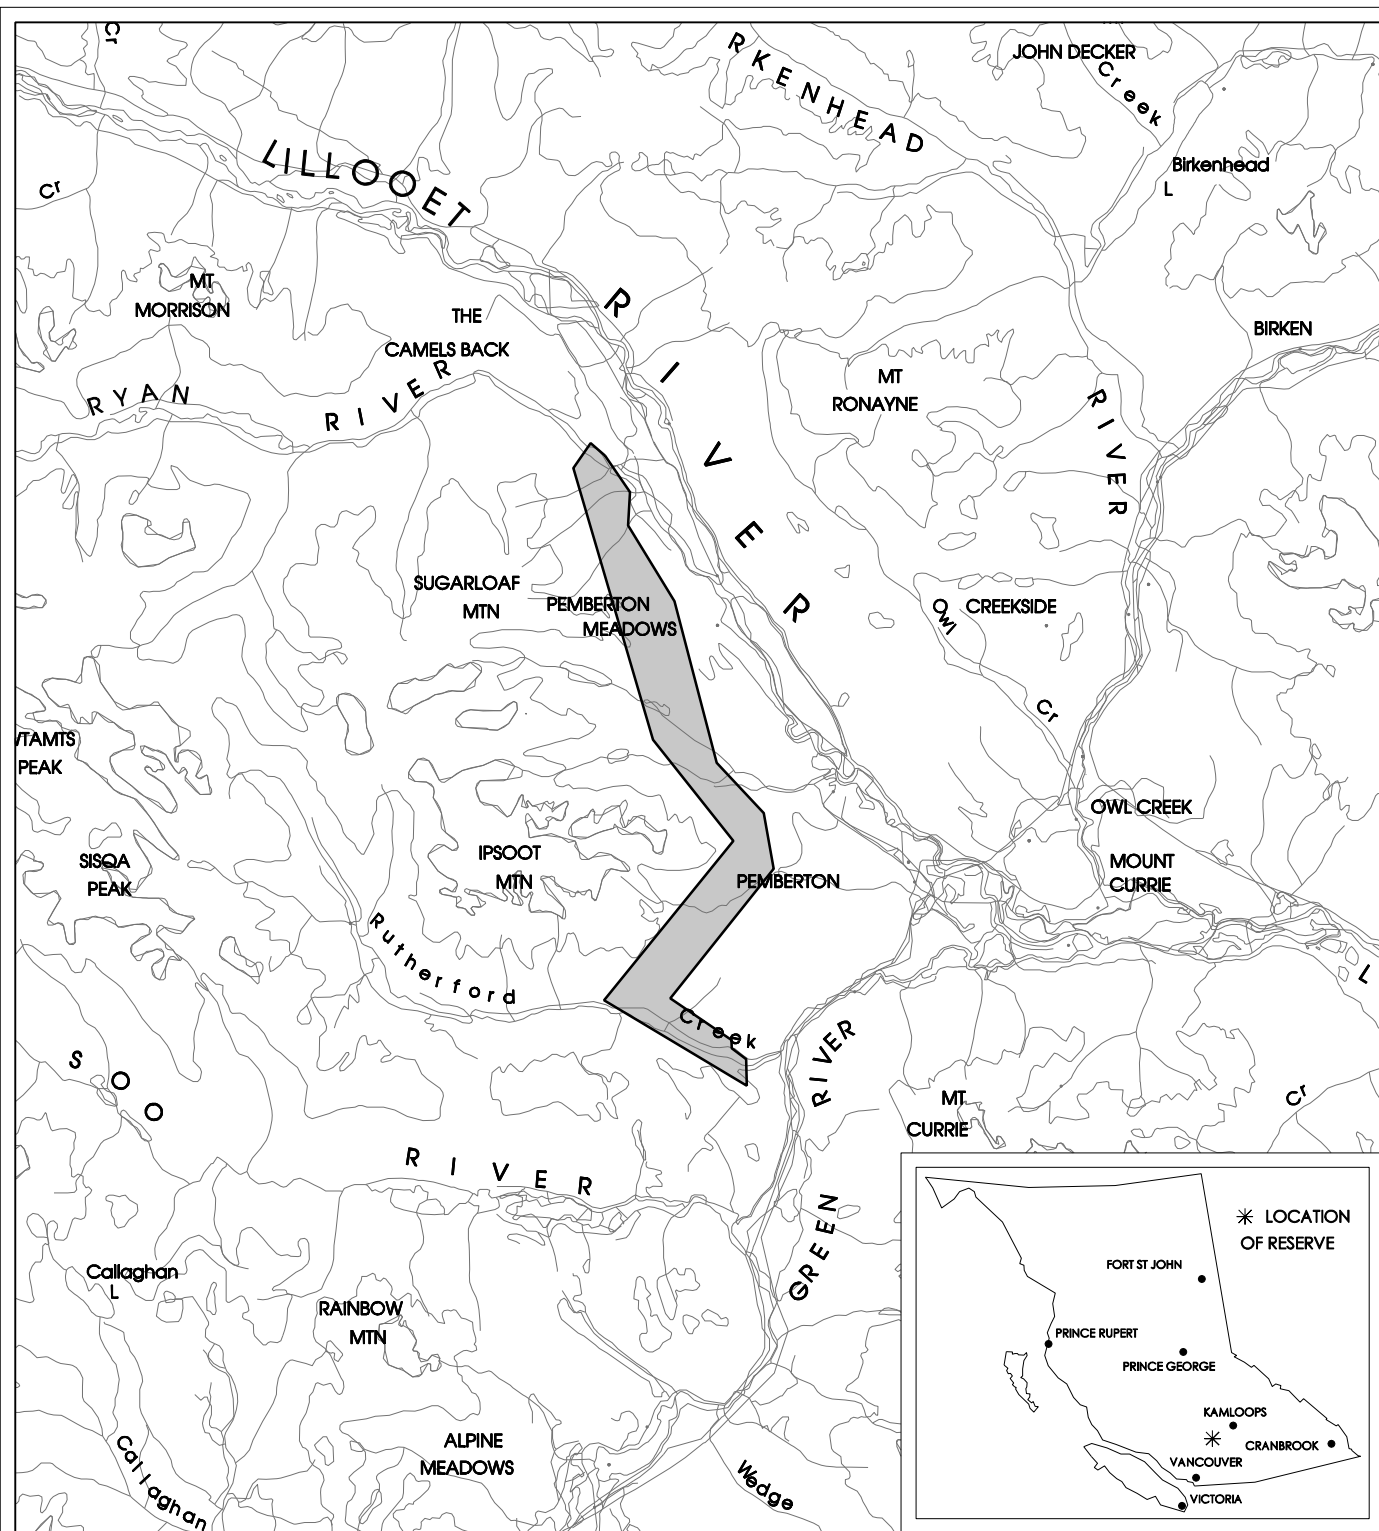 Cr
RKENHEAD
JOHN DECKER
Creek
LILLOOET
Birkenhead
L
Cr
MT
MORRISON
THE
CAMELS BACK
RIVER
BIRKEN
RYAN
RIVER
MT
RONAYNE
RIVER
SUGARLOAF
MTN
PEMBERTON
MEADOWS
Owl
CREEKSIDE
Cr
TAMTS
PEAK
OWL CREEK
SISQA
PEAK
IPSOOT
MTN
PEMBERTON
MOUNT
CURRIE
Rutherford
Creek
L
SOO
RIVER
MT
CURRIE
Cr
RIVER
GREEN
Callaghan
L
RAINBOW
MTN
ALPINE
MEADOWS
Callaghan
Wedge
LOCATION
OF RESERVE
FORT ST JOHN
PRINCE RUPERT
PRINCE GEORGE
KAMLOOPS
CRANBROOK
VANCOUVER
VICTORIA